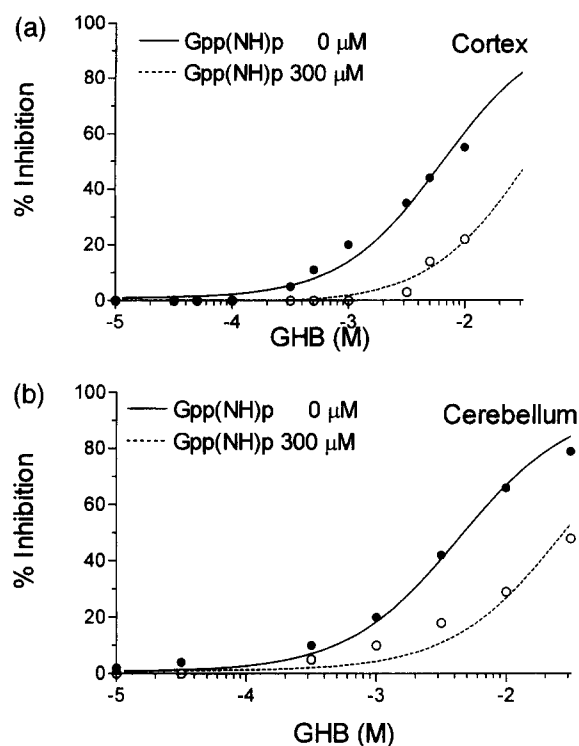 (a)
Gpp(NH)p 0 μM
Gpp(NH)p 300 μM
Cortex
% Inhibition
100
80
60
40
20
0
-5
-4
-3
-2
GHB (M)
(b)
Gpp(NH)p 0 μM
Gpp(NH)p 300 μM
Cerebellum
% Inhibition
100
80
60
40
20
0
-5
-4
-3
-2
GHB (M)